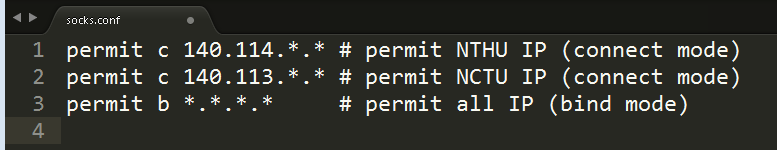 socks.conf
1 permit c 140.114.*.* # permit NTHU IP (connect mode)
2 permit c 140.113.*.* # permit NCTU IP (connect mode)
3 permit b *.*.*.*     # permit all IP (bind mode)
4